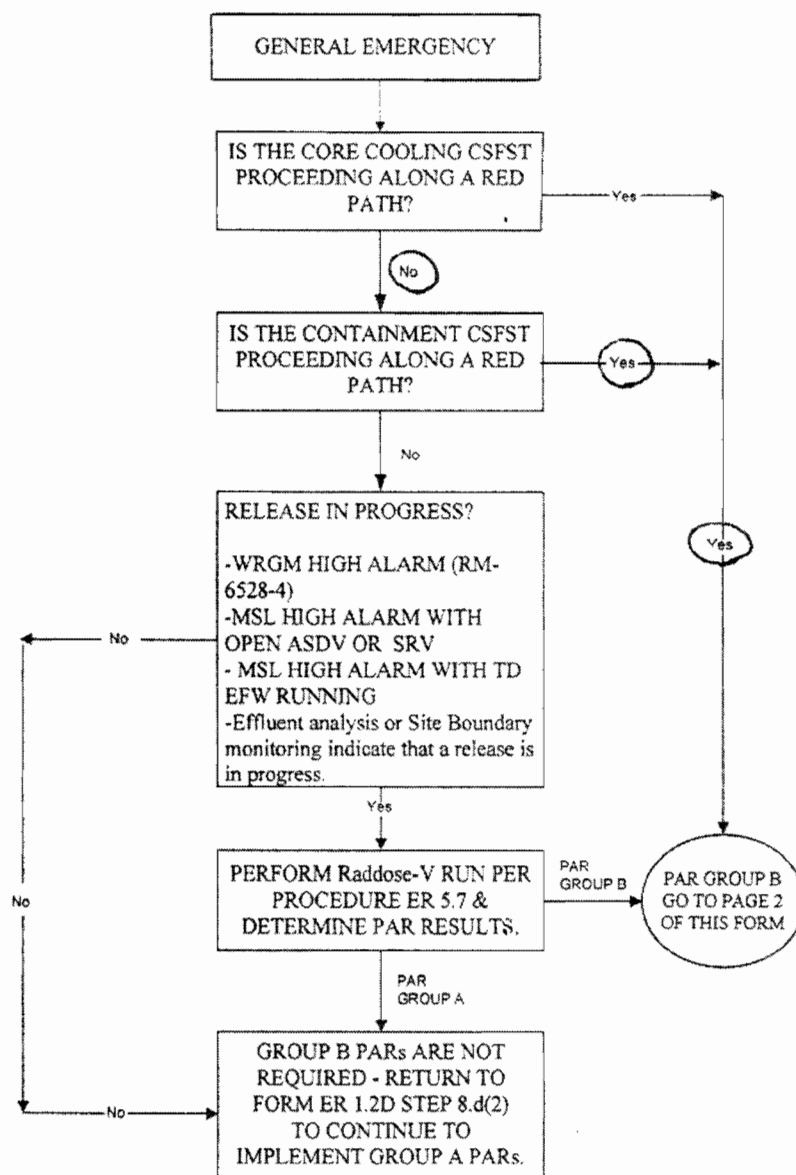 GENERAL EMERGENCY
IS THE CORE COOLING CSFST
PROCEEDING ALONG A RED
PATH?
Yes
No
IS THE CONTAINMENT CSFST
PROCEEDING ALONG A RED
PATH?
Yes
No
RELEASE IN PROGRESS?
-WRGM HIGH ALARM (RM-
6528-4)
-MSL HIGH ALARM WITH
OPEN ASDV OR SRV
- MSL HIGH ALARM WITH TD
EFW RUNNING
-Effluent analysis or Site Boundary
monitoring indicate that a release is
in progress.
Yes
No
Yes
PERFORM Raddose-V RUN PER
PROCEDURE ER 5.7 &
DETERMINE PAR RESULTS.
PAR
GROUP B
PAR GROUP B
GO TO PAGE 2
OF THIS FORM
No
PAR
GROUP A
GROUP B PARs ARE NOT
REQUIRED - RETURN TO
FORM ER 1.2D STEP 8.d(2)
TO CONTINUE TO
IMPLEMENT GROUP A PARs.
No